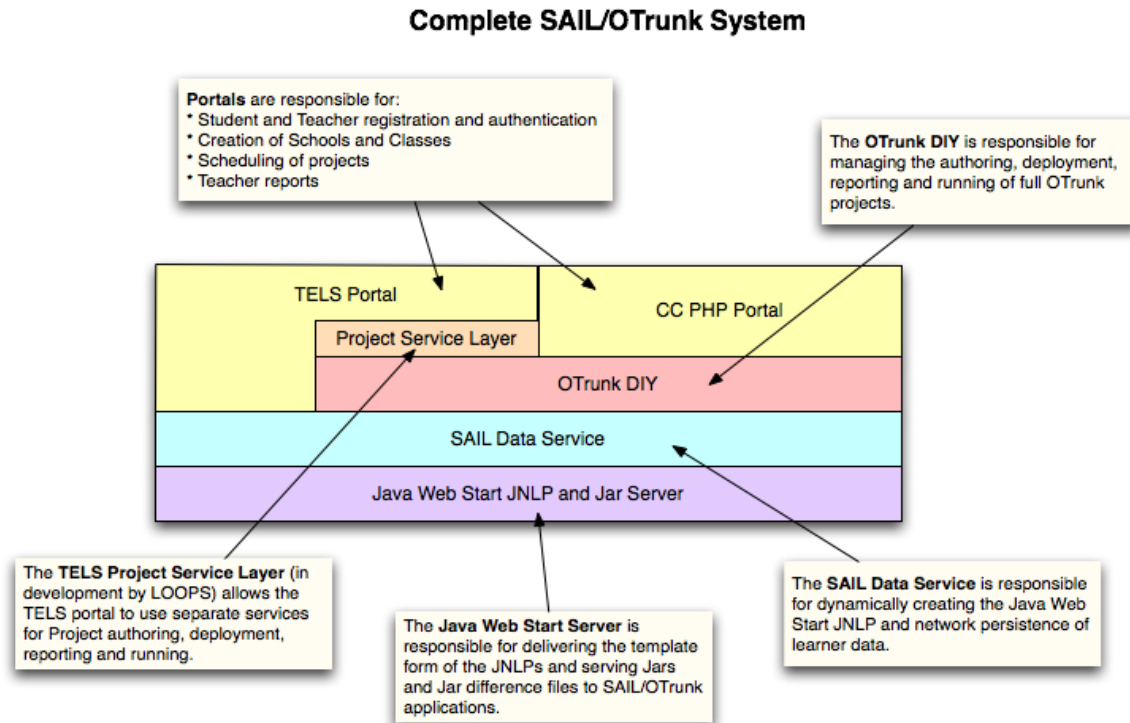 Complete SAIL/OTrunk System
Portals are responsible for:
* Student and Teacher registration and authentication
* Creation of Schools and Classes
* Scheduling of projects
* Teacher reports
The OTrunk DIY is responsible for
managing the authoring, deployment,
reporting and running of full OTrunk
projects.
TELS Portal
CC PHP Portal
Project Service Layer
OTrunk DIY
SAIL Data Service
Java Web Start JNLP and Jar Server
The TELS Project Service Layer (in
development by LOOPS) allows the
TELS portal to use separate services
for Project authoring, deployment,
reporting and running.
The Java Web Start Server is
responsible for delivering the template
form of the JNLPs and serving Jars
and Jar difference files to SAIL/OTrunk
applications.
The SAIL Data Service is responsible
for dynamically creating the Java Web
Start JNLP and network persistence of
learner data.